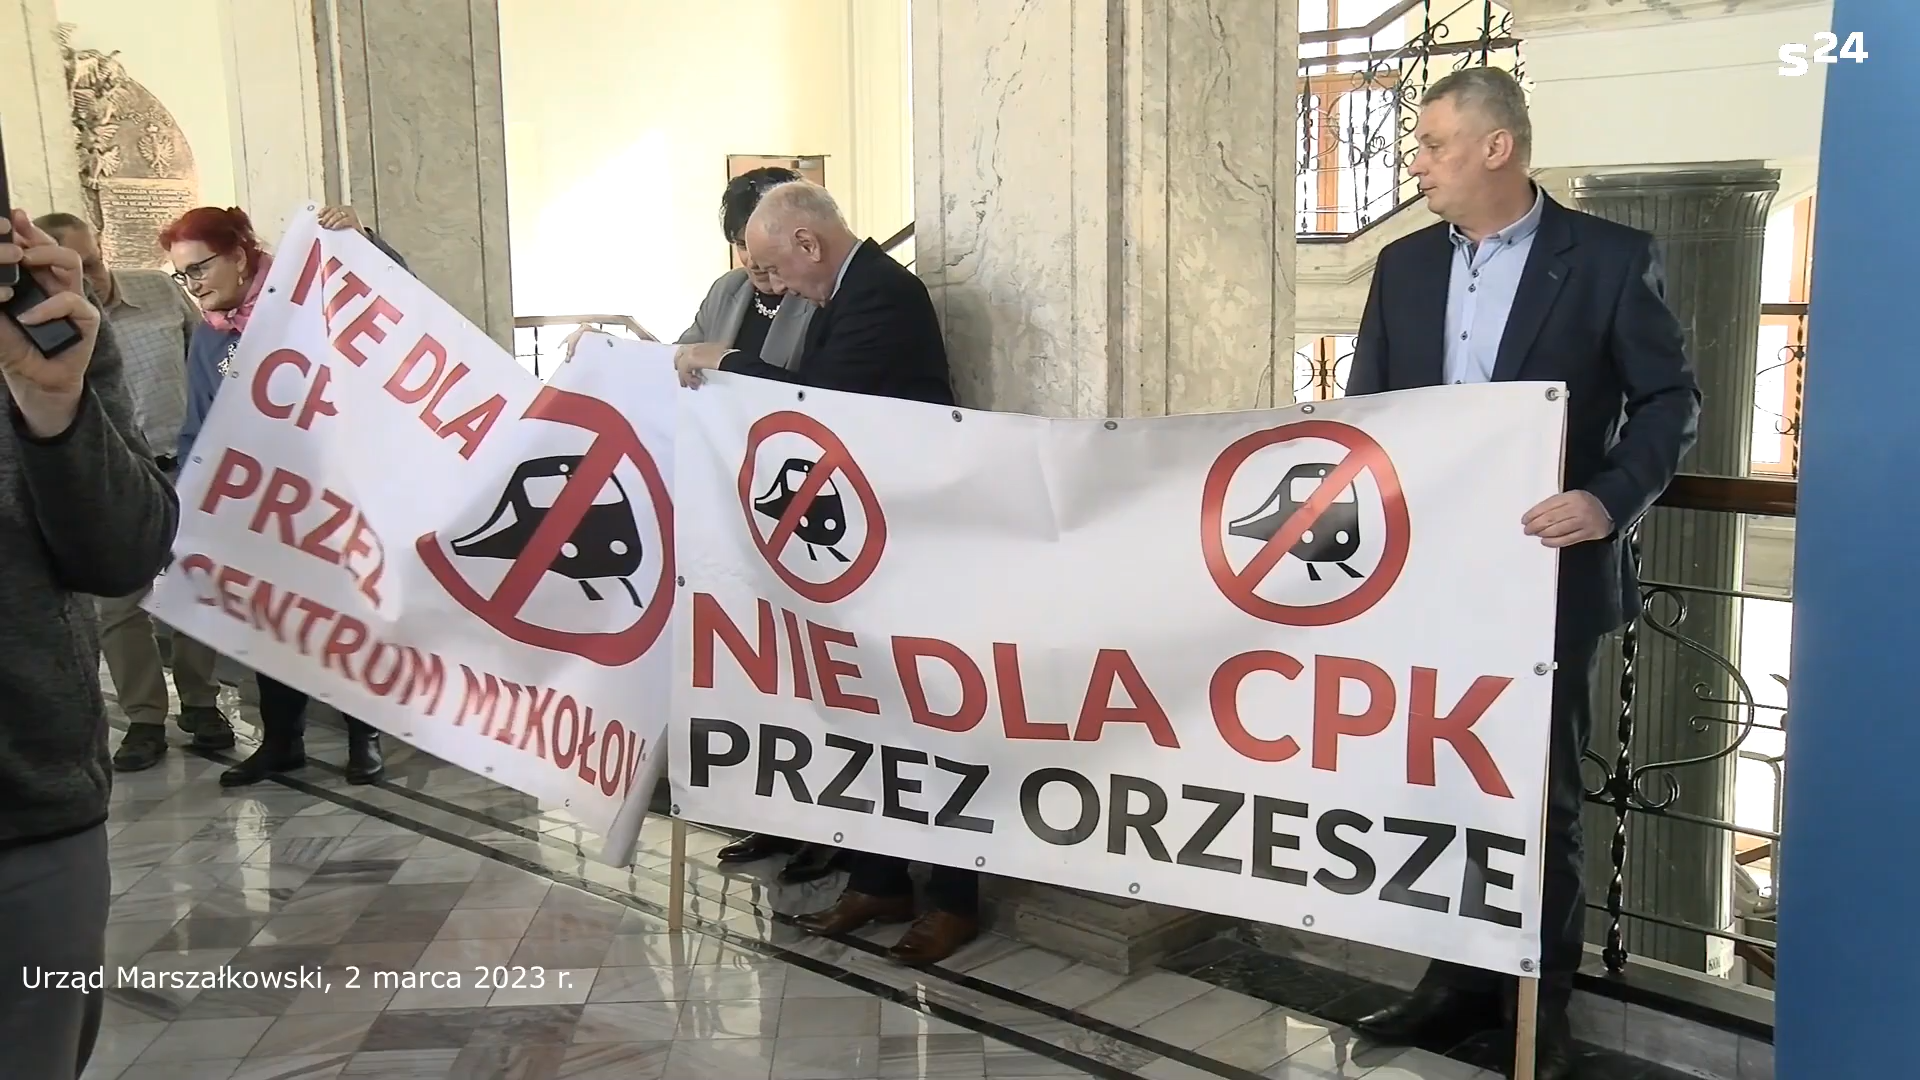 s24
NIE DLA
PRZEZ
CENTRUM MIKOŁOW
NIE DLA CPK
PRZEZ ORZESZE
Urząd Marszałkowski, 2 marca 2023 r.